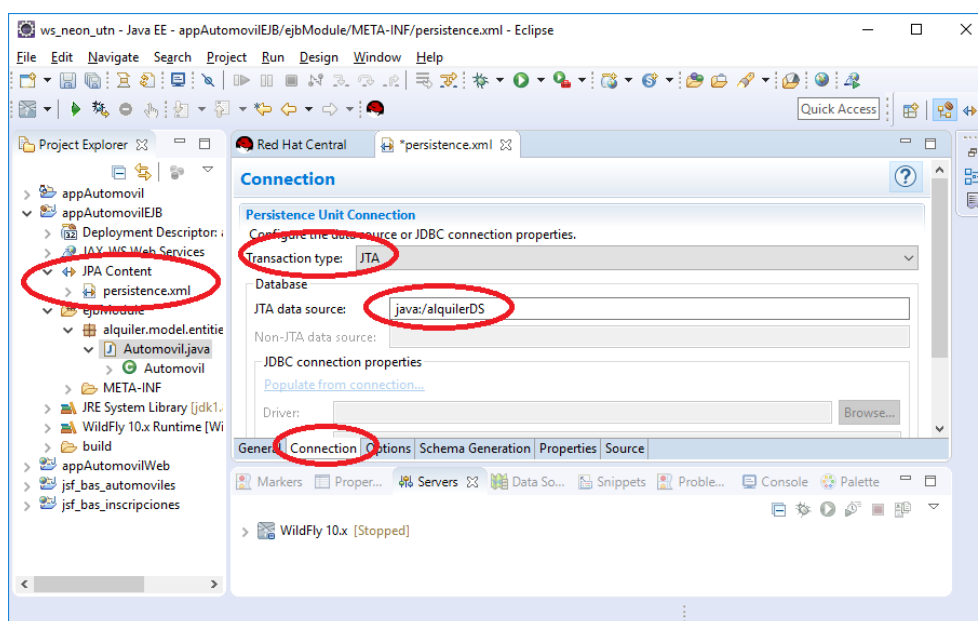 ws_neon_utn - Java EE - appAutomovilEJB/ejbModule/META-INF/persistence.xml - Eclipse
File Edit Navigate Search Project Run Design Window Help
Quick Access
Project Explorer
appAutomovil
appAutomovilEJB
Deployment Descriptor:
JAX-WS Web Services
JPA Content
persistence.xml
ejbModule
alquiler.model.entitie
Automovil.java
Automovil
META-INF
JRE System Library [jdk1.
WildFly 10.x Runtime [Wi
build
appAutomovilWeb
jsf_bas_automoviles
jsf_bas_inscripciones
Red Hat Central
*persistence.xml
Connection
Persistence Unit Connection
Configure the data source or JDBC connection properties.
Transaction type: JTA
Database
JTA data source: java:/alquilerDS
Non-JTA data source:
JDBC connection properties
Populate from connection...
Driver: Browse...
General Connection Options Schema Generation Properties Source
Markers Proper... Servers Data So... Snippets Proble... Console Palette
WildFly 10.x [Stopped]